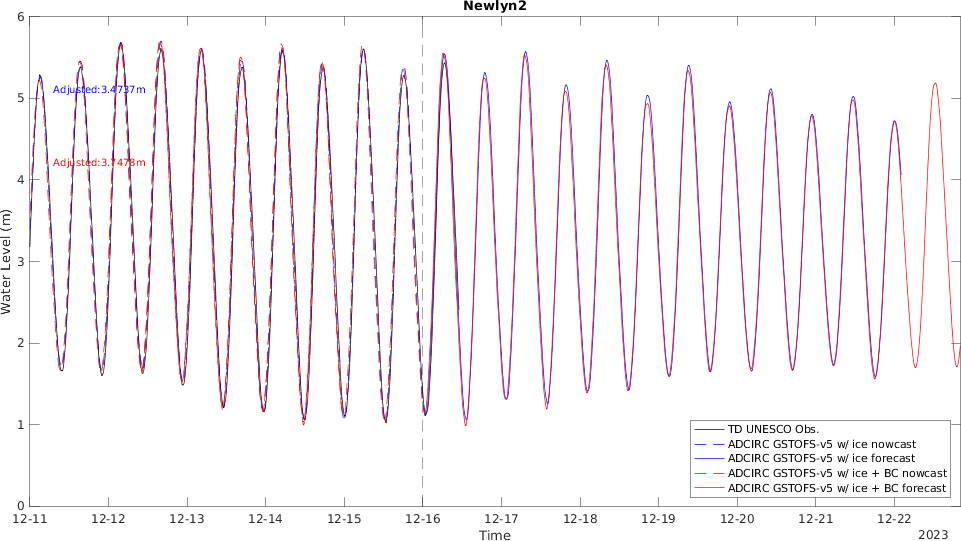 Newlyn2
6
5
4
3
2
1
0
Water Level (m)
Adjusted:3.4737m
Adjusted:3.7478m
TD UNESCO Obs.
ADCIRC GSTOFS-v5 w/ ice nowcast
ADCIRC GSTOFS-v5 w/ ice forecast
ADCIRC GSTOFS-v5 w/ ice + BC nowcast
ADCIRC GSTOFS-v5 w/ ice + BC forecast
12-11 12-12 12-13 12-14 12-15 12-16 12-17 12-18 12-19 12-20 12-21 12-22
Time
2023